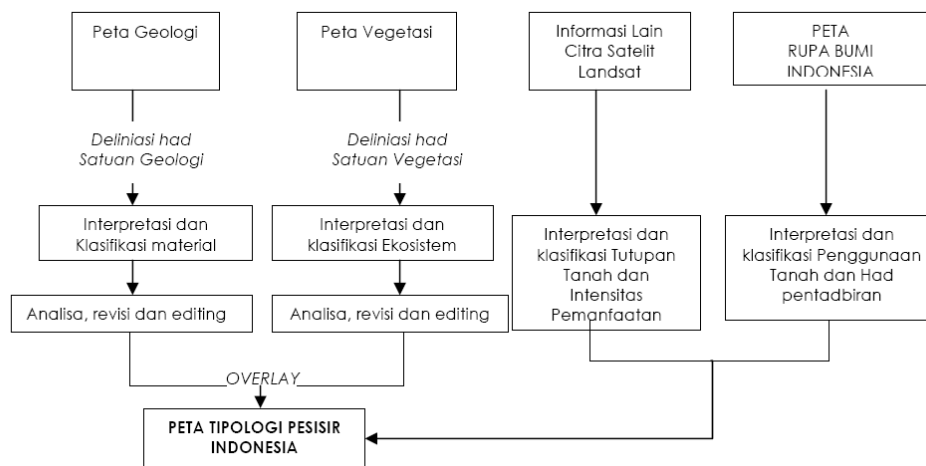 Peta Geologi
Peta Vegetasi
Informasi Lain
Citra Satelit
Landsat
PETA
RUPA BUMI
INDONESIA
Deliniasi had
Satuan Geologi
Deliniasi had
Satuan Vegetasi
Interpretasi dan
Klasifikasi material
Interpretasi dan
klasifikasi Ekosistem
Interpretasi dan
klasifikasi Tutupan
Tanah dan
Intensitas
Pemanfaatan
Interpretasi dan
klasifikasi Penggunaan
Tanah dan Had
pentadbiran
Analisa, revisi dan editing
Analisa, revisi dan editing
OVERLAY
PETA TIPOLOGI PESISIR
INDONESIA